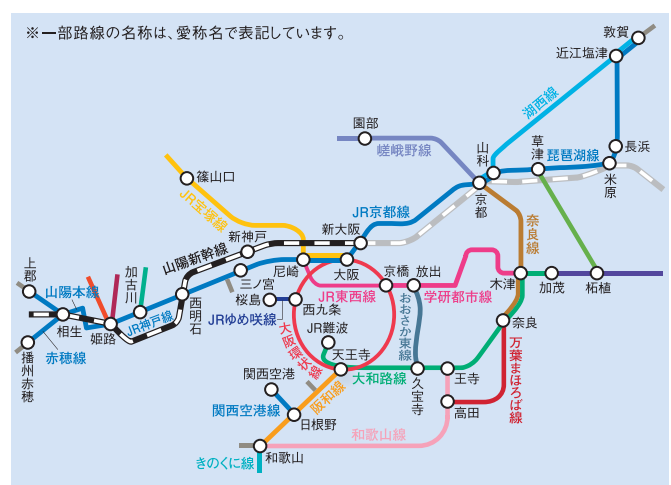 ※一部路線の名称は、愛称名で表記しています。
敦賀
近江塩津
湖西線
園部
嵯峨野線
山科
草津
琵琶湖線
長浜
米原
京都
篠山口
JR宝塚線
JR京都線
新大阪
奈良線
山陽新幹線
新神戸
上郡
山陽本線
加古川
三ノ宮
尼崎
大阪
京橋
放出
木津
加茂
柘植
桜島
西九条
JR東西線
学研都市線
相生
姫路
JR神戸線
西明石
JRゆめ咲線
大阪環状線
JR難波
おおさか東線
奈良
赤穂線
播州赤穂
天王寺
大和路線
久宝寺
王寺
万葉まほろば線
関西空港
阪和線
高田
関西空港線
日根野
和歌山線
きのくに線
和歌山